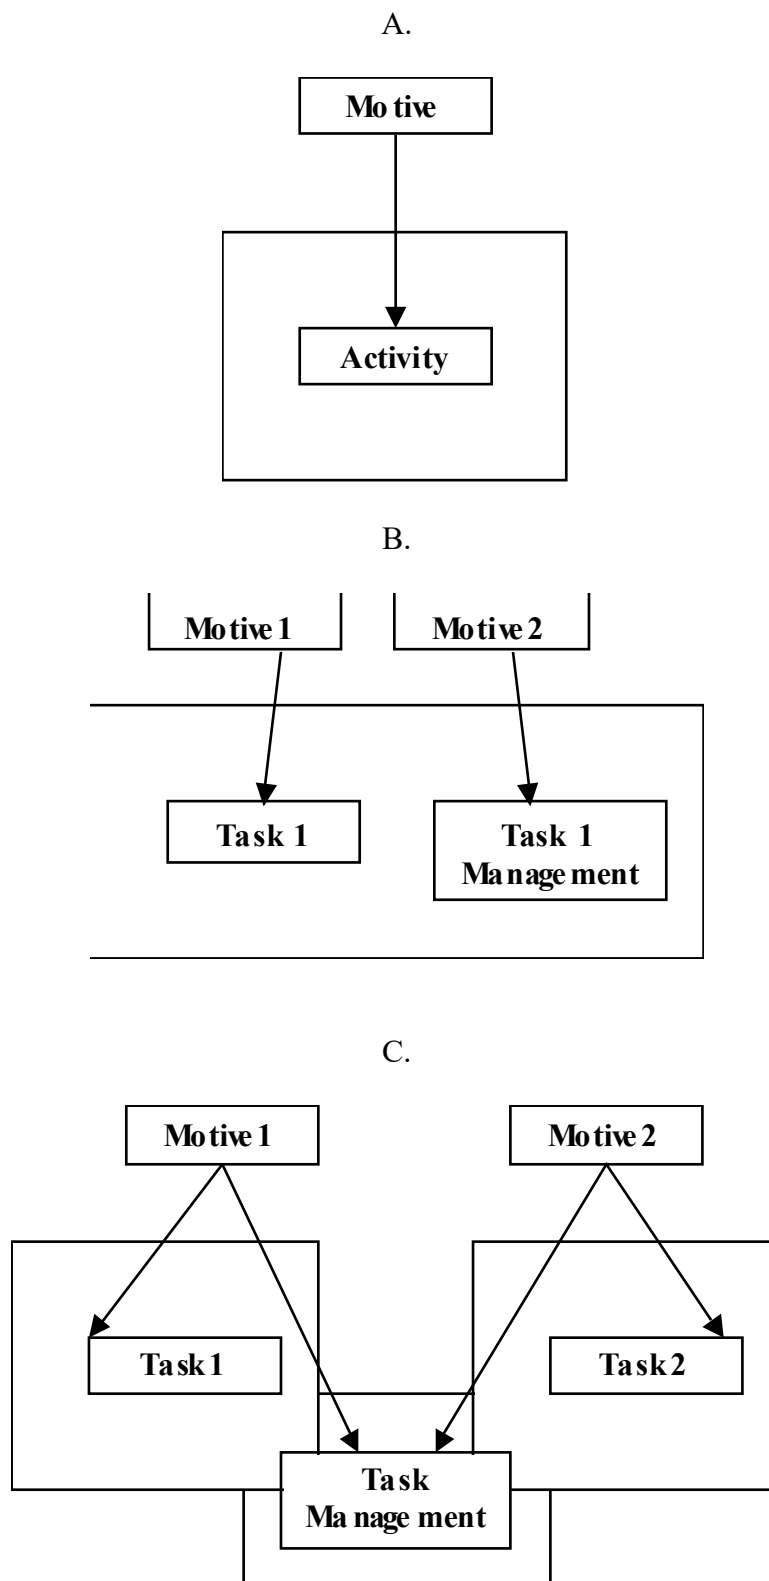 A.
Motive
Activity
B.
Motive 1 Motive 2
Task 1 Task 1
Management
C.
Motive 1 Motive 2
Task 1 Task 2
Task
Management